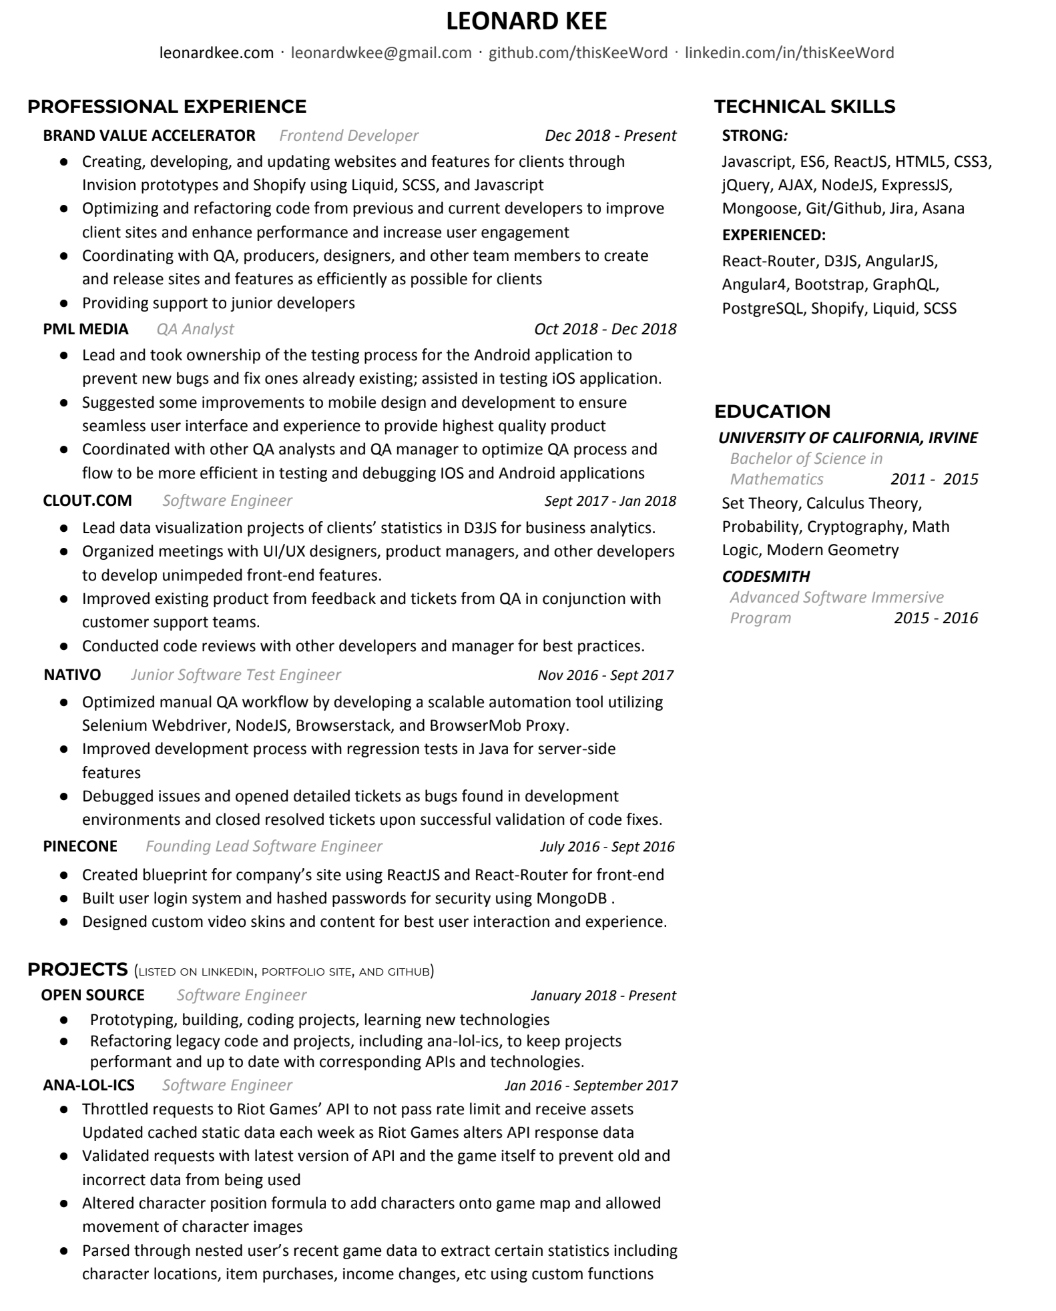 LEONARD KEE
leonardkee.com · leonardwkee@gmail.com · github.com/thisKeeWord · linkedin.com/in/thisKeeWord
PROFESSIONAL EXPERIENCE
BRAND VALUE ACCELERATOR Frontend Developer Dec 2018 - Present
● Creating, developing, and updating websites and features for clients through
Invision prototypes and Shopify using Liquid, SCSS, and Javascript
● Optimizing and refactoring code from previous and current developers to improve
client sites and enhance performance and increase user engagement
● Coordinating with QA, producers, designers, and other team members to create
and release sites and features as efficiently as possible for clients
● Providing support to junior developers
PML MEDIA QA Analyst Oct 2018 - Dec 2018
● Lead and took ownership of the testing process for the Android application to
prevent new bugs and fix ones already existing; assisted in testing iOS application.
● Suggested some improvements to mobile design and development to ensure
seamless user interface and experience to provide highest quality product
● Coordinated with other QA analysts and QA manager to optimize QA process and
flow to be more efficient in testing and debugging IOS and Android applications
CLOUT.COM Software Engineer Sept 2017 - Jan 2018
● Lead data visualization projects of clients’ statistics in D3JS for business analytics.
● Organized meetings with UI/UX designers, product managers, and other developers
to develop unimpeded front-end features.
● Improved existing product from feedback and tickets from QA in conjunction with
customer support teams.
● Conducted code reviews with other developers and manager for best practices.
NATIVO Junior Software Test Engineer Nov 2016 - Sept 2017
● Optimized manual QA workflow by developing a scalable automation tool utilizing
Selenium Webdriver, NodeJS, Browserstack, and BrowserMob Proxy.
● Improved development process with regression tests in Java for server-side
features
● Debugged issues and opened detailed tickets as bugs found in development
environments and closed resolved tickets upon successful validation of code fixes.
PINECONE Founding Lead Software Engineer July 2016 - Sept 2016
● Created blueprint for company’s site using ReactJS and React-Router for front-end
● Built user login system and hashed passwords for security using MongoDB .
● Designed custom video skins and content for best user interaction and experience.
PROJECTS (LISTED ON LINKEDIN, PORTFOLIO SITE, AND GITHUB)
OPEN SOURCE Software Engineer January 2018 - Present
● Prototyping, building, coding projects, learning new technologies
● Refactoring legacy code and projects, including ana-lol-ics, to keep projects
performant and up to date with corresponding APIs and technologies.
ANA-LOL-ICS Software Engineer Jan 2016 - September 2017
● Throttled requests to Riot Games’ API to not pass rate limit and receive assets
Updated cached static data each week as Riot Games alters API response data
● Validated requests with latest version of API and the game itself to prevent old and
incorrect data from being used
● Altered character position formula to add characters onto game map and allowed
movement of character images
● Parsed through nested user’s recent game data to extract certain statistics including
character locations, item purchases, income changes, etc using custom functions
TECHNICAL SKILLS
STRONG:
Javascript, ES6, ReactJS, HTML5, CSS3,
jQuery, AJAX, NodeJS, ExpressJS,
Mongoose, Git/Github, Jira, Asana
EXPERIENCED:
React-Router, D3JS, AngularJS,
Angular4, Bootstrap, GraphQL,
PostgreSQL, Shopify, Liquid, SCSS
EDUCATION
UNIVERSITY OF CALIFORNIA, IRVINE
Bachelor of Science in
Mathematics 2011 - 2015
Set Theory, Calculus Theory,
Probability, Cryptography, Math
Logic, Modern Geometry
CODESMITH
Advanced Software Immersive
Program 2015 - 2016